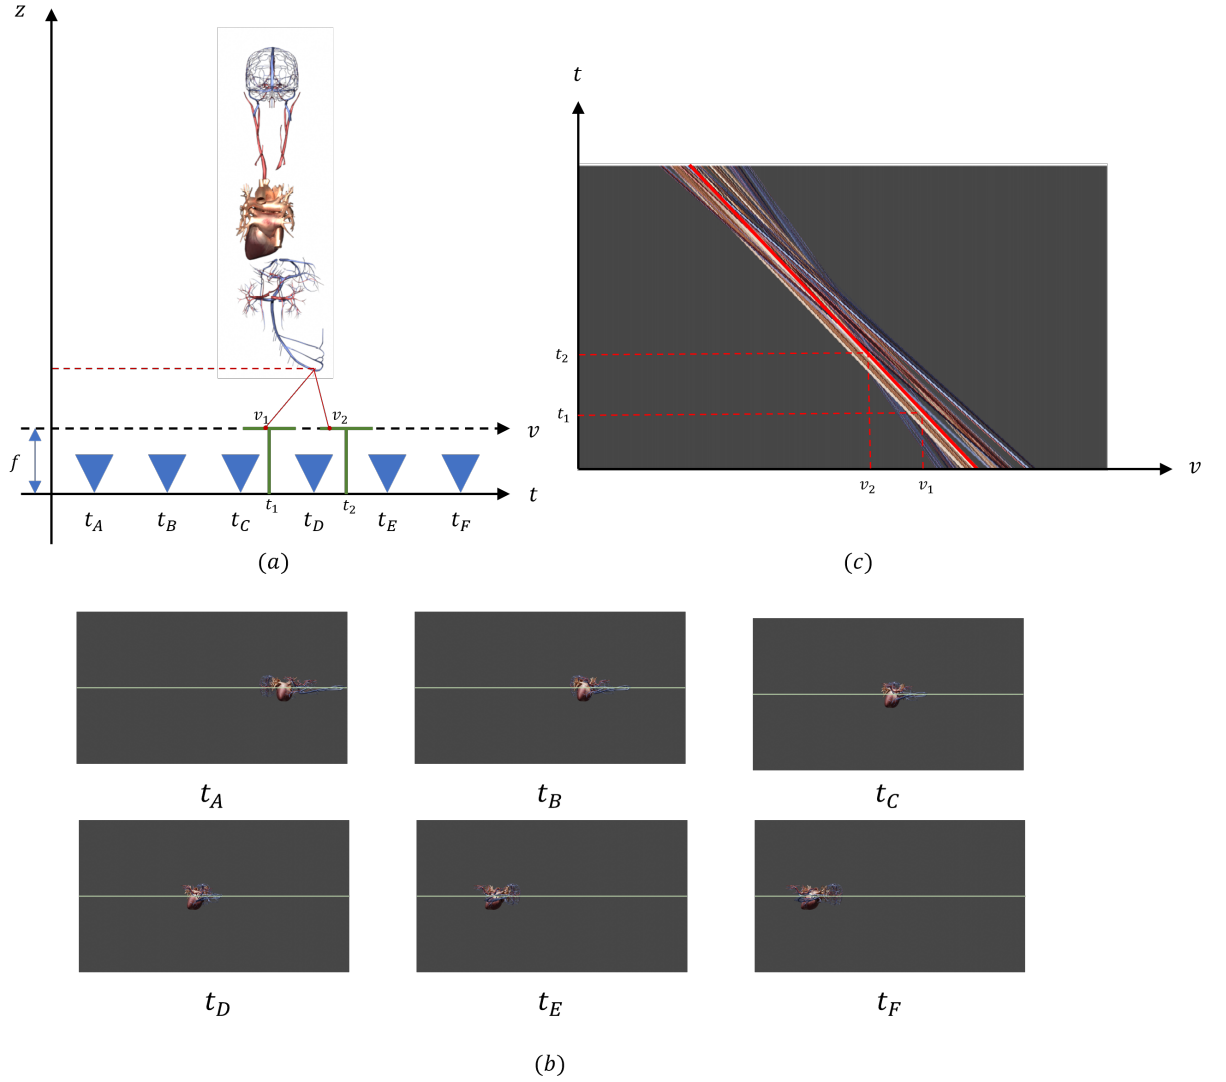 z
v₁
v₂
v
f
t₁
t₂
t
t_A
t_B
t_C
t_D
t_E
t_F
(a)
t
t₂
t₁
v₂
v₁
v
(c)
t_A
t_B
t_C
t_D
t_E
t_F
(b)